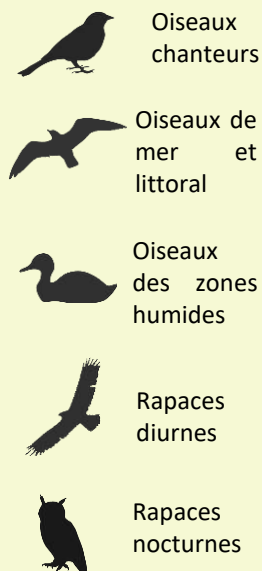 Oiseaux
chanteurs
Oiseaux de
mer et
littoral
Oiseaux
des zones
humides
Rapaces
diurnes
Rapaces
nocturnes